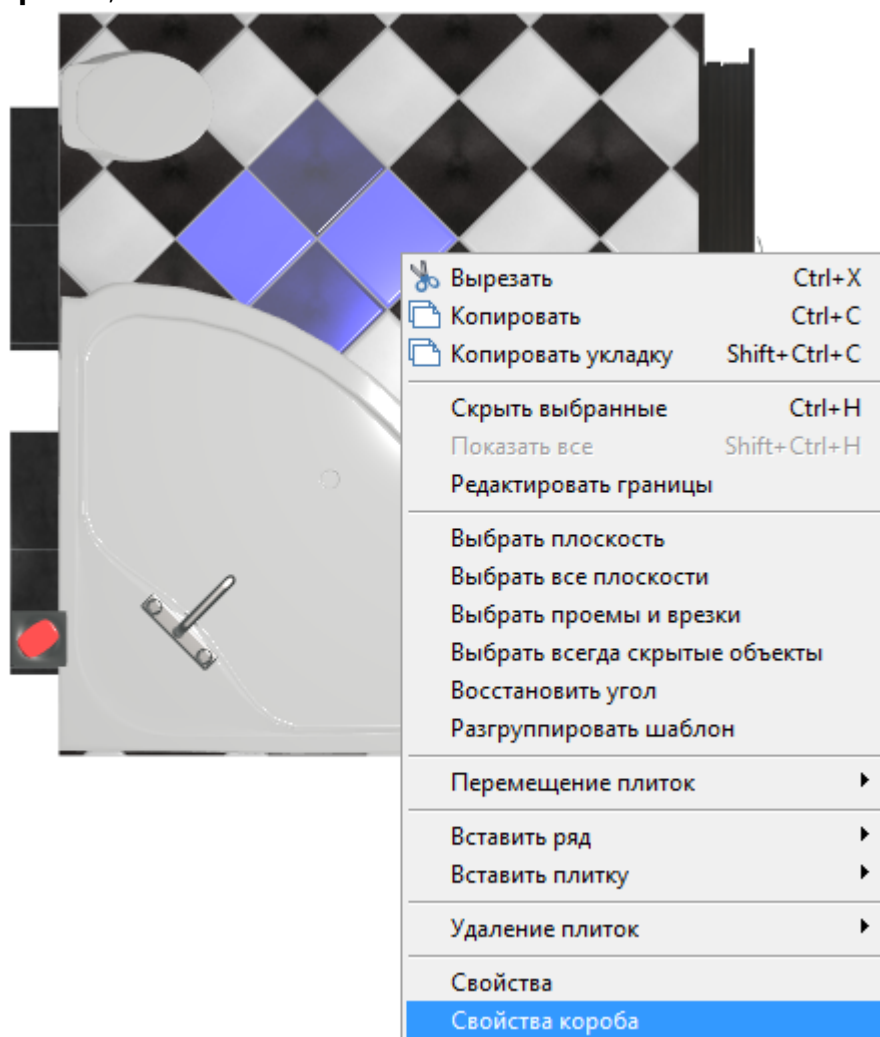 Вырезать Ctrl+X
Копировать Ctrl+C
Копировать укладку Shift+Ctrl+C
Скрыть выбранные Ctrl+H
Показать все Shift+Ctrl+H
Редактировать границы
Выбрать плоскость
Выбрать все плоскости
Выбрать проемы и врезки
Выбрать всегда скрытые объекты
Восстановить угол
Разгруппировать шаблон
Перемещение плиток
Вставить ряд
Вставить плитку
Удаление плиток
Свойства
Свойства короба